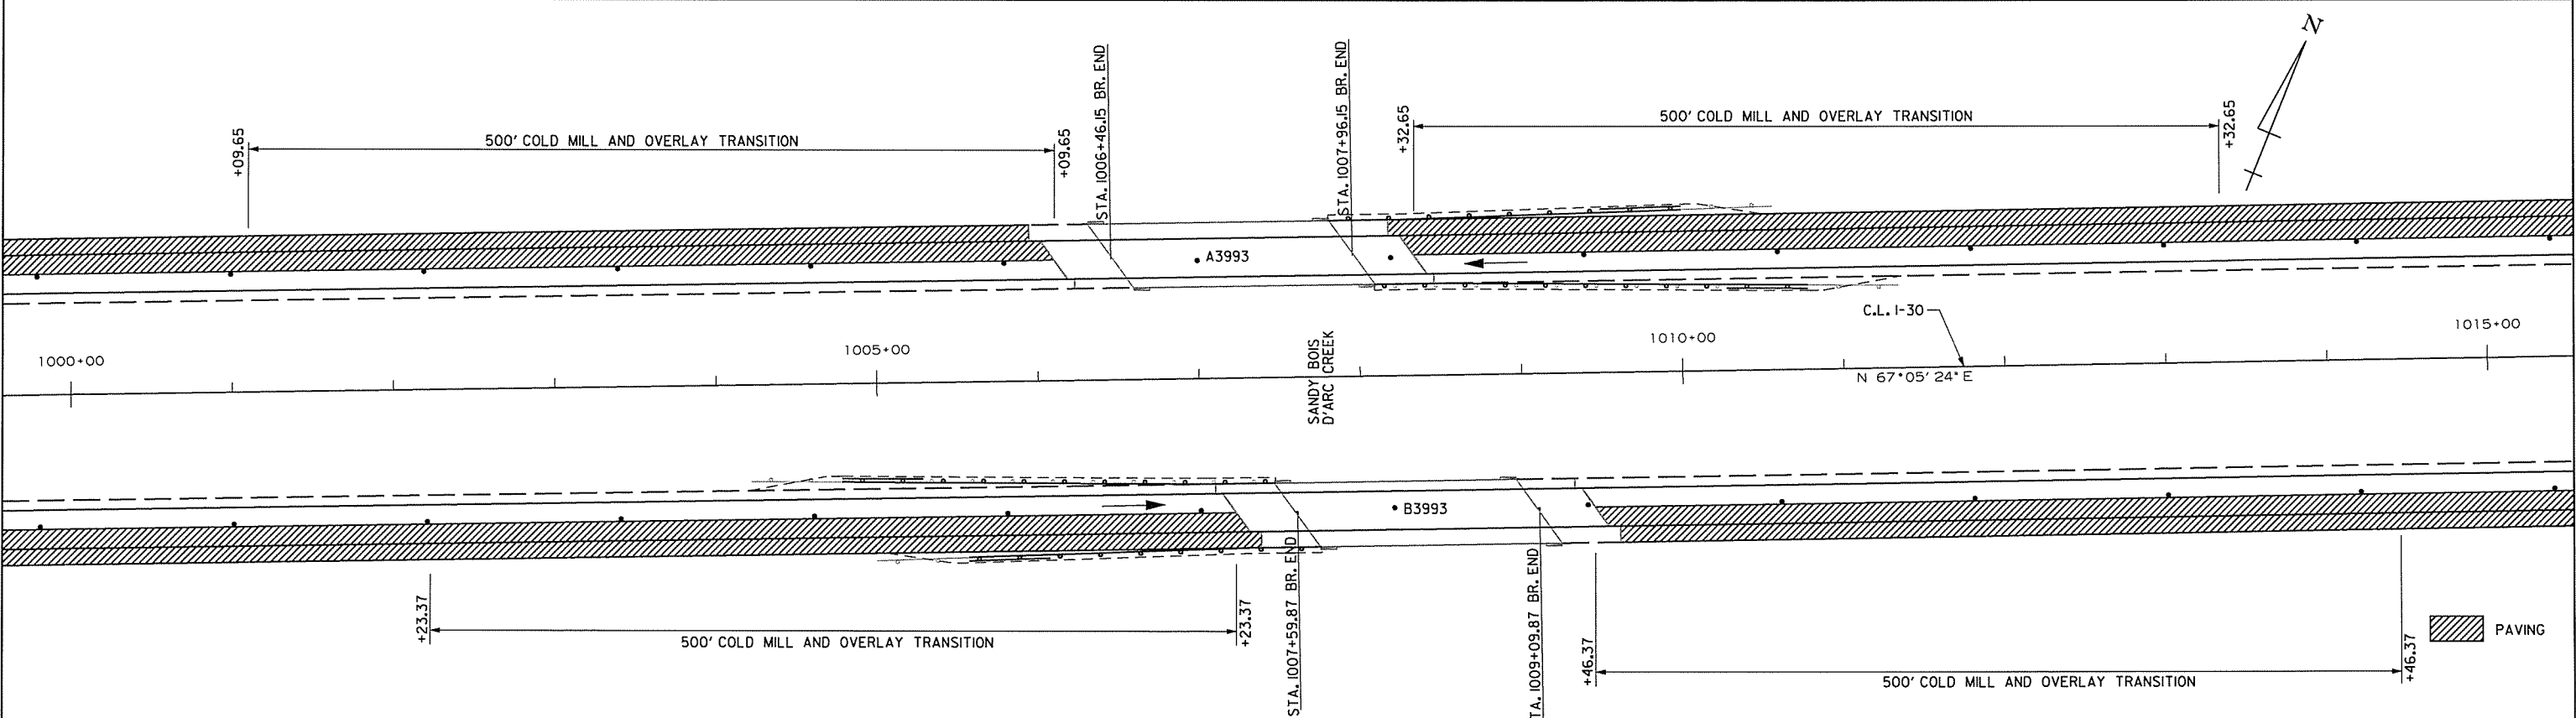 N
+09.65
500' COLD MILL AND OVERLAY TRANSITION
+09.65
STA. 1006+46.15 BR. END
STA. 1007+96.15 BR. END
+32.65
500' COLD MILL AND OVERLAY TRANSITION
+32.65
A3993
C.L. I-30
1000+00
1005+00
SANDY BOIS
D'ARC CREEK
1010+00
1015+00
N 67°05'24" E
B3993
+23.37
500' COLD MILL AND OVERLAY TRANSITION
+23.37
STA. 1007+59.87 BR. END
TA. 1009+09.87 BR. END
+46.37
500' COLD MILL AND OVERLAY TRANSITION
+46.37
PAVING